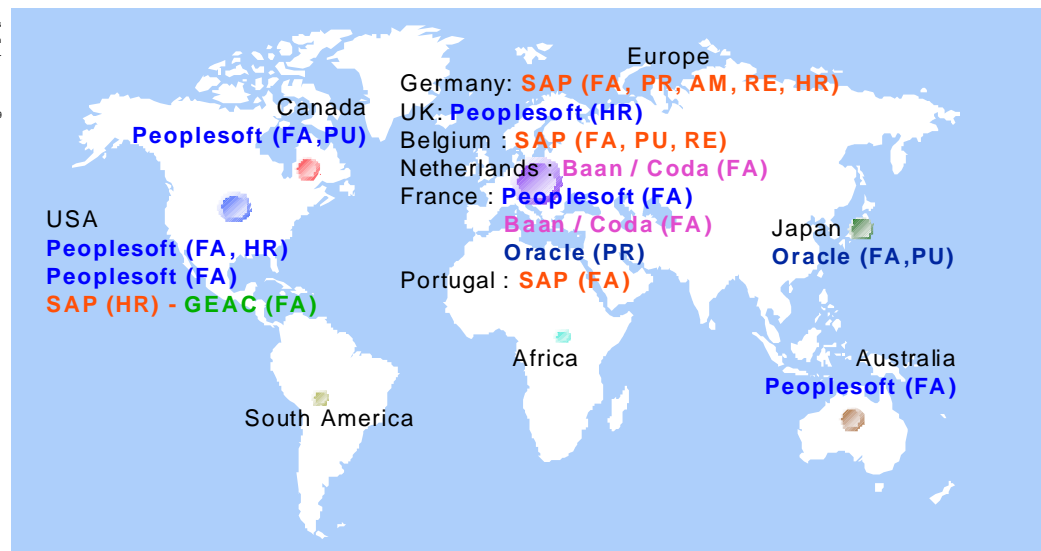 Europe
Germany: SAP (FA, PR, AM, RE, HR)
Canada
UK: Peoplesoft (HR)
Peoplesoft (FA,PU)
Belgium : SAP (FA, PU, RE)
Netherlands : Baan / Coda (FA)
France : Peoplesoft (FA)
Baan / Coda (FA)
Oracle (PR)
Portugal : SAP (FA)
USA
Peoplesoft (FA, HR)
Peoplesoft (FA)
SAP (HR) - GEAC (FA)
Japan
Oracle (FA,PU)
Africa
Australia
Peoplesoft (FA)
South America